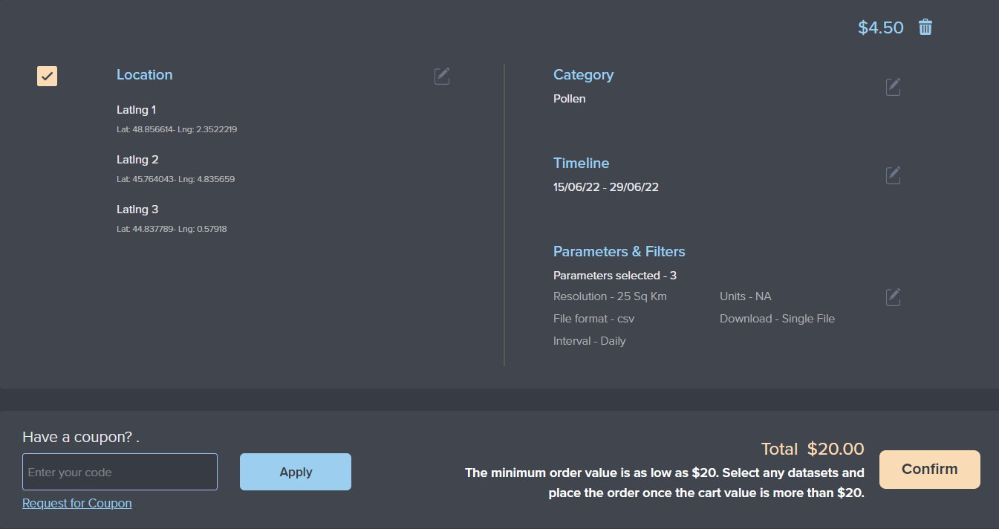 $4.50
Location
Latlng 1
Lat: 48.856614- Lng: 2.3522219
Latlng 2
Lat: 45.764043- Lng: 4.835659
Latlng 3
Lat: 44.837789- Lng: 0.57918
Category
Pollen
Timeline
15/06/22 - 29/06/22
Parameters & Filters
Parameters selected - 3
Resolution - 25 Sq Km Units - NA
File format - csv Download - Single File
Interval - Daily
Have a coupon? .
Enter your code
Apply
Request for Coupon
Total $20.00
The minimum order value is as low as $20. Select any datasets and
place the order once the cart value is more than $20.
Confirm